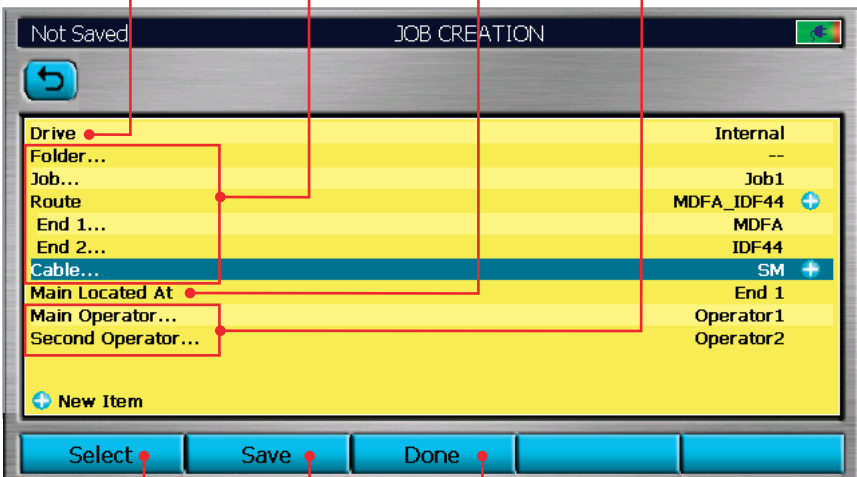 Not Saved JOB CREATION
Drive Internal
Folder... --
Job... Job1
Route MDFA_IDF44
End 1... MDFA
End 2... IDF44
Cable... SM
Main Located At End 1
Main Operator... Operator1
Second Operator... Operator2
New Item
Select Save Done